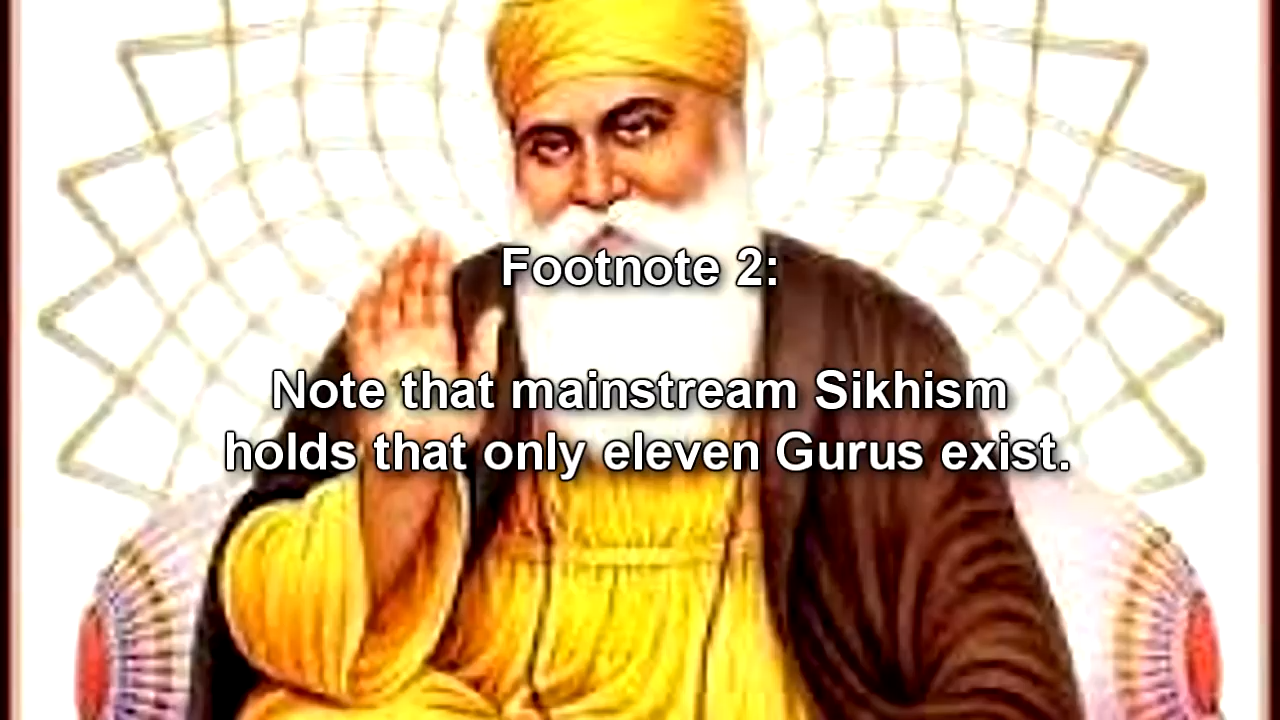 Footnote 2:
Note that mainstream Sikhism
holds that only eleven Gurus exist.